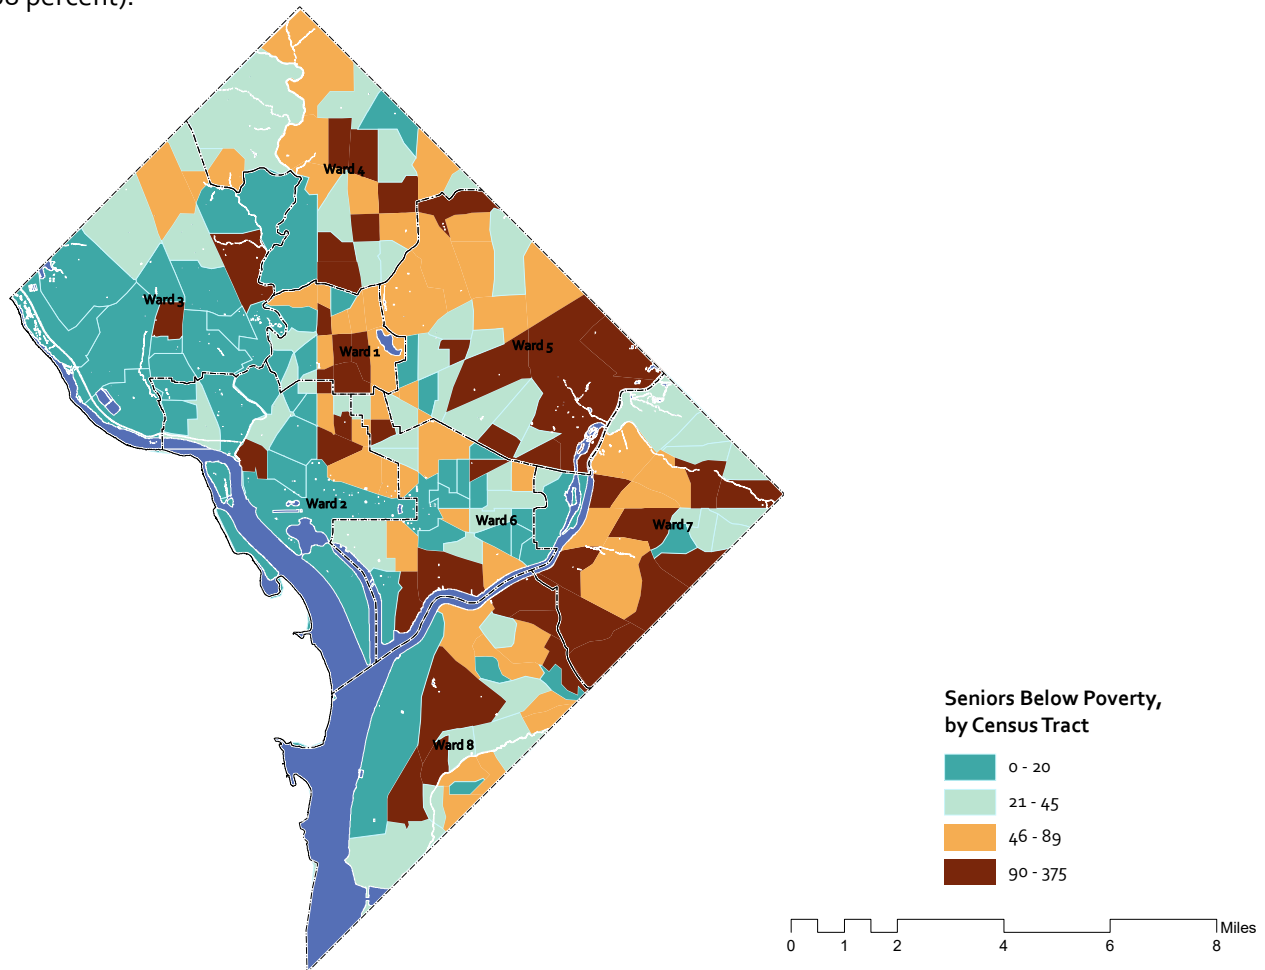 percent).
Ward 4
Ward 3
Ward 1
Ward 5
Ward 2
Ward 6
Ward 7
Ward 8
Seniors Below Poverty,
by Census Tract
0 - 20
21 - 45
46 - 89
90 - 375
Miles
0 1 2 4 6 8